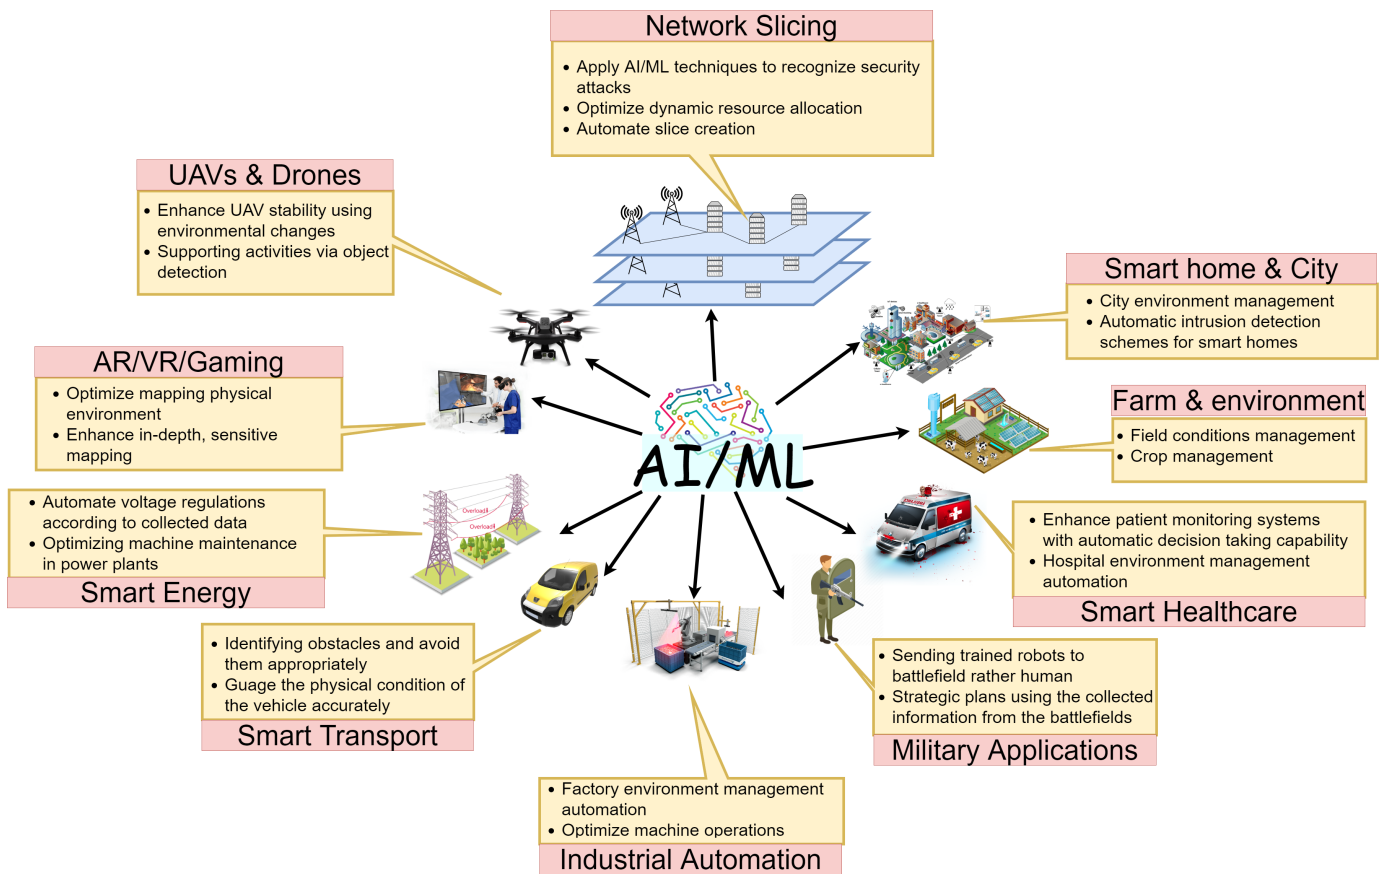 Network Slicing
• Apply AI/ML techniques to recognize security
attacks
• Optimize dynamic resource allocation
• Automate slice creation
UAVs & Drones
• Enhance UAV stability using
environmental changes
• Supporting activities via object
detection
Smart home & City
• City environment management
• Automatic intrusion detection
schemes for smart homes
AR/VR/Gaming
• Optimize mapping physical
environment
• Enhance in-depth, sensitive
mapping
Farm & environment
• Field conditions management
• Crop management
AI/ML
• Automate voltage regulations
according to collected data
• Optimizing machine maintenance
in power plants
Smart Energy
Overload!!
Overload!!
• Enhance patient monitoring systems
with automatic decision taking capability
• Hospital environment management
automation
Smart Healthcare
• Identifying obstacles and avoid
them appropriately
• Guage the physical condition of
the vehicle accurately
Smart Transport
• Sending trained robots to
battlefield rather human
• Strategic plans using the collected
information from the battlefields
Military Applications
• Factory environment management
automation
• Optimize machine operations
Industrial Automation